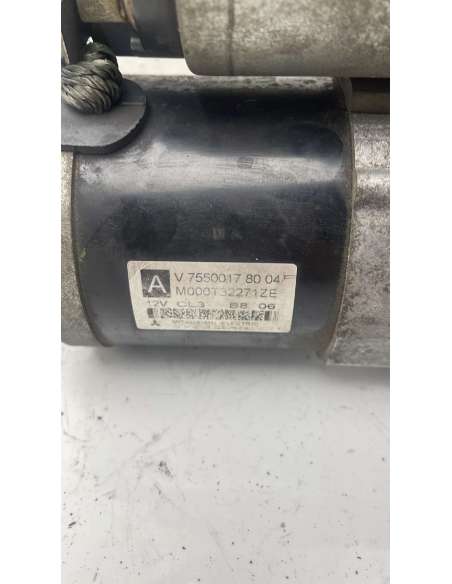 A V 7550017 80 04
M000T32271ZE
12V CL3 B8 06
MITSUBISHI ELECTRIC